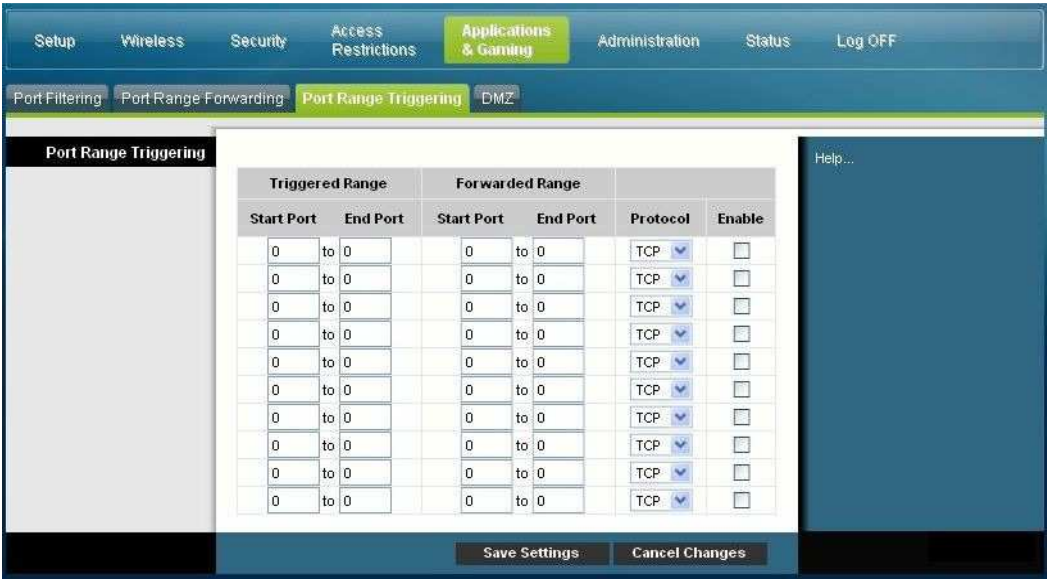 Setup Wireless Security Access Restrictions Applications & Gaming Administration Status Log OFF
Port Filtering Port Range Forwarding Port Range Triggering DMZ
Port Range Triggering
Help...
Triggered Range Forwarded Range
Start Port End Port Start Port End Port Protocol Enable
0 to 0 0 to 0 TCP
0 to 0 0 to 0 TCP
0 to 0 0 to 0 TCP
0 to 0 0 to 0 TCP
0 to 0 0 to 0 TCP
0 to 0 0 to 0 TCP
0 to 0 0 to 0 TCP
0 to 0 0 to 0 TCP
0 to 0 0 to 0 TCP
0 to 0 0 to 0 TCP
Save Settings Cancel Changes